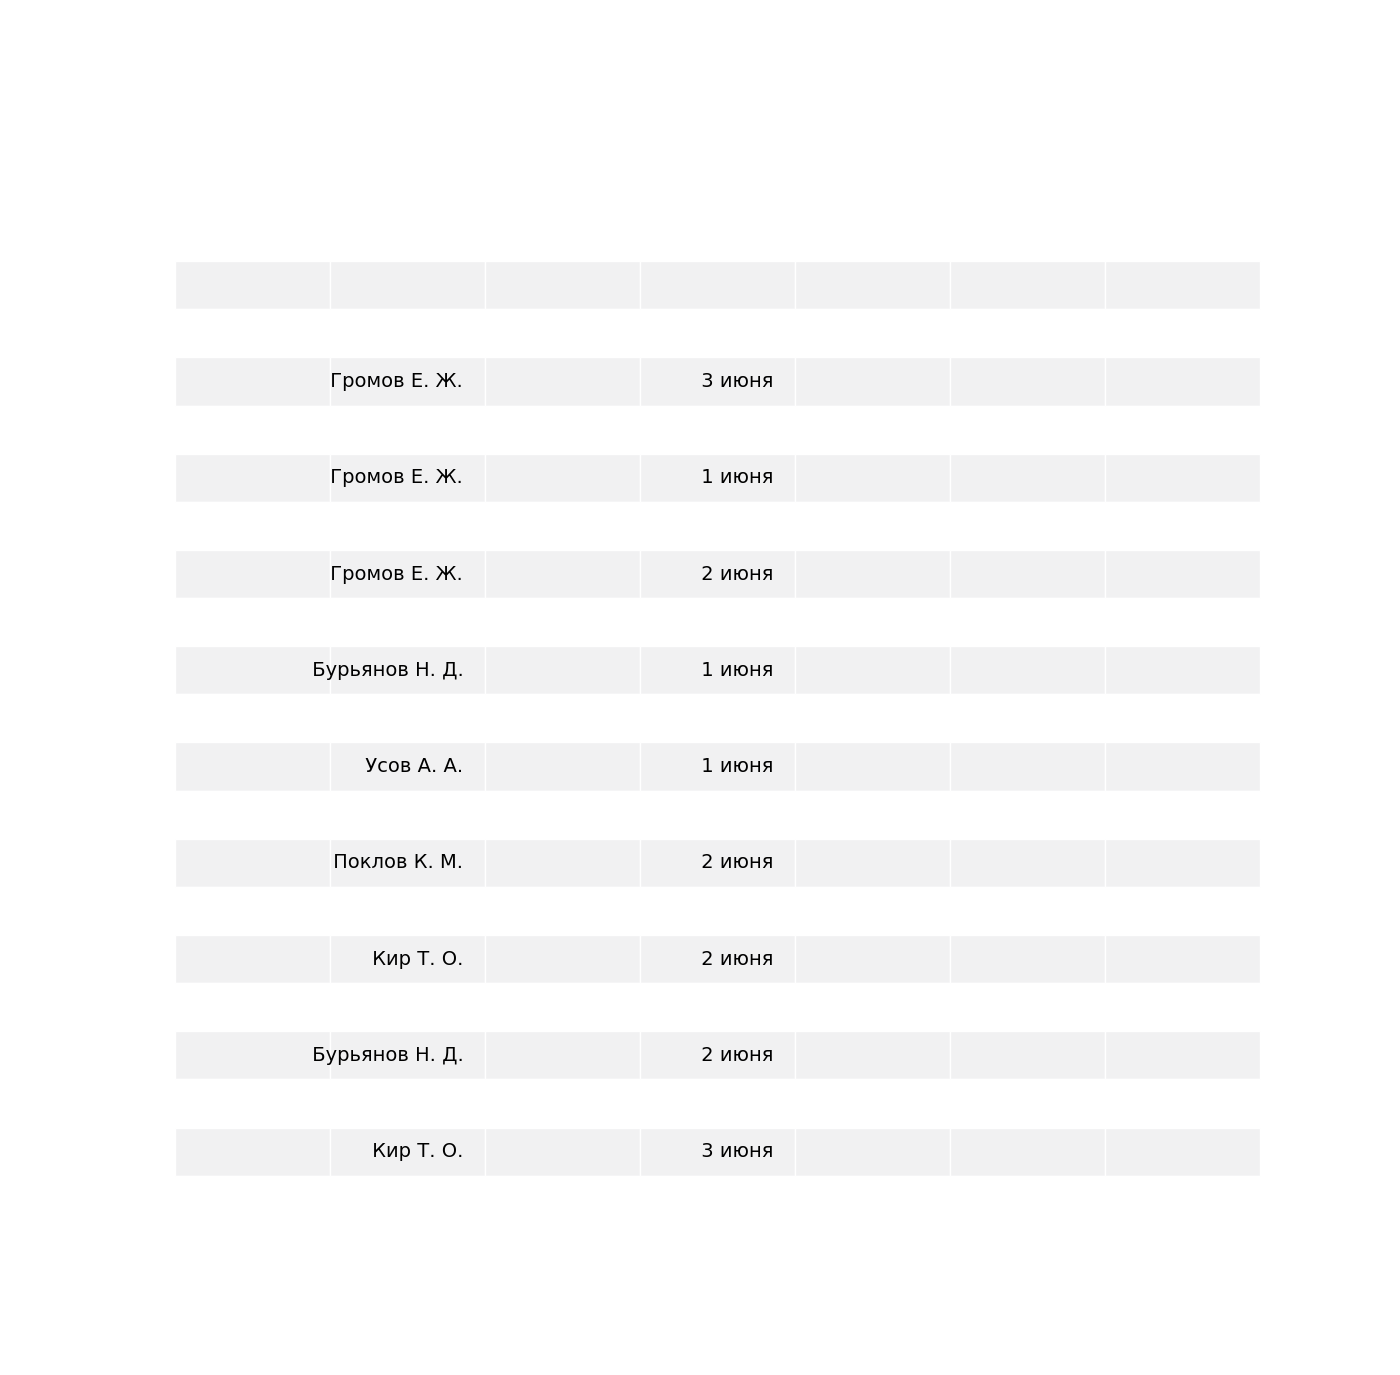 Громов Е. Ж. 3 июня
Громов Е. Ж. 1 июня
Громов Е. Ж. 2 июня
Бурьянов Н. Д. 1 июня
Усов А. А. 1 июня
Поклов К. М. 2 июня
Кир Т. О. 2 июня
Бурьянов Н. Д. 2 июня
Кир Т. О. 3 июня